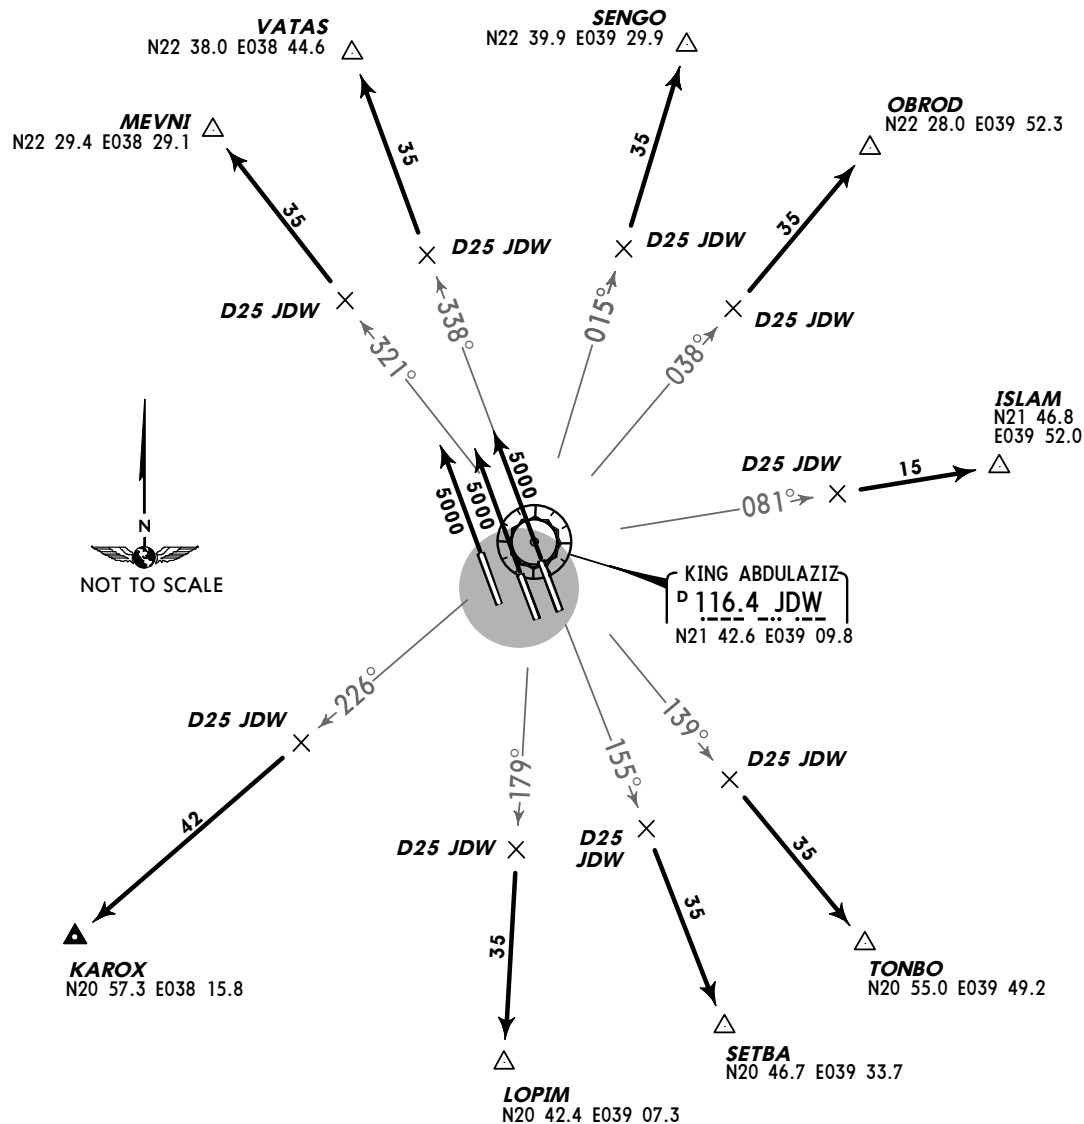 SENGO
N22 39.9 E039 29.9
VATAS
N22 38.0 E038 44.6
OBROD
N22 28.0 E039 52.3
MEVNI
N22 29.4 E038 29.1
35
35
35
35
D25 JDW
D25 JDW
D25 JDW
D25 JDW
338°
015°
321°
038°
ISLAM
N21 46.8
E039 52.0
D25 JDW
15
081°
5000
5000
5000
N
NOT TO SCALE
KING ABDULAZIZ
D 116.4 JDW
N21 42.6 E039 09.8
226°
D25 JDW
42
KAROX
N20 57.3 E038 15.8
179°
D25 JDW
35
LOPIM
N20 42.4 E039 07.3
155°
D25
JDW
35
SETBA
N20 46.7 E039 33.7
139°
D25 JDW
35
TONBO
N20 55.0 E039 49.2